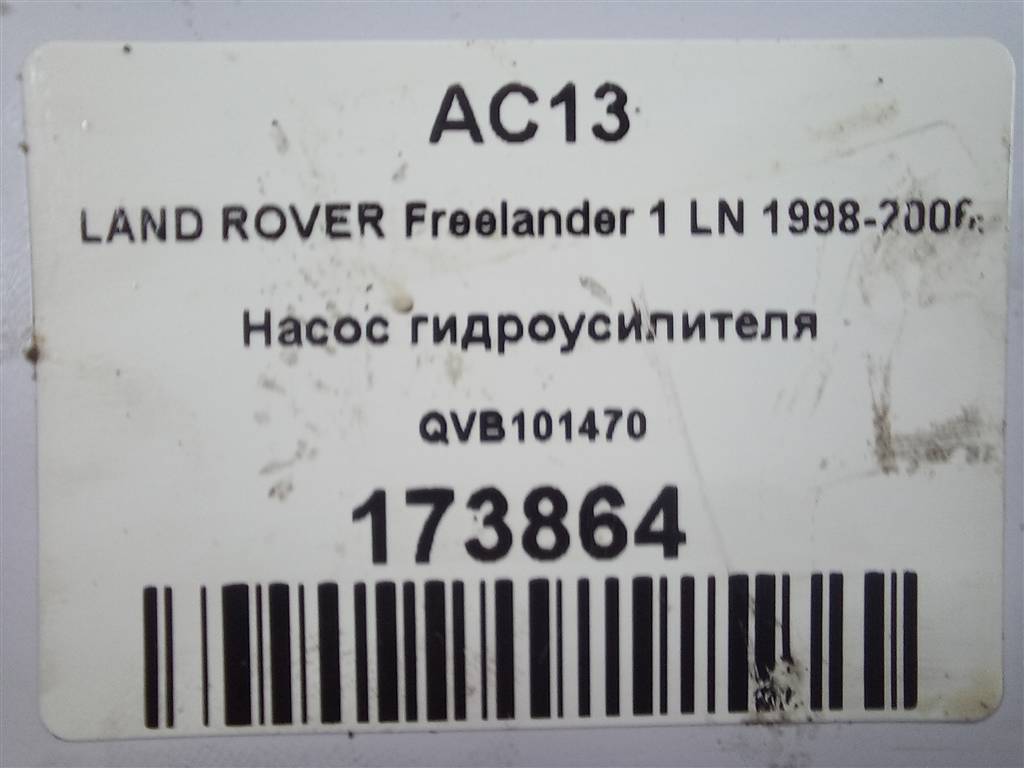 AC13
LAND ROVER Freelander 1 LN 1998-2006
Насос гидроусилителя
QVB101470
173864